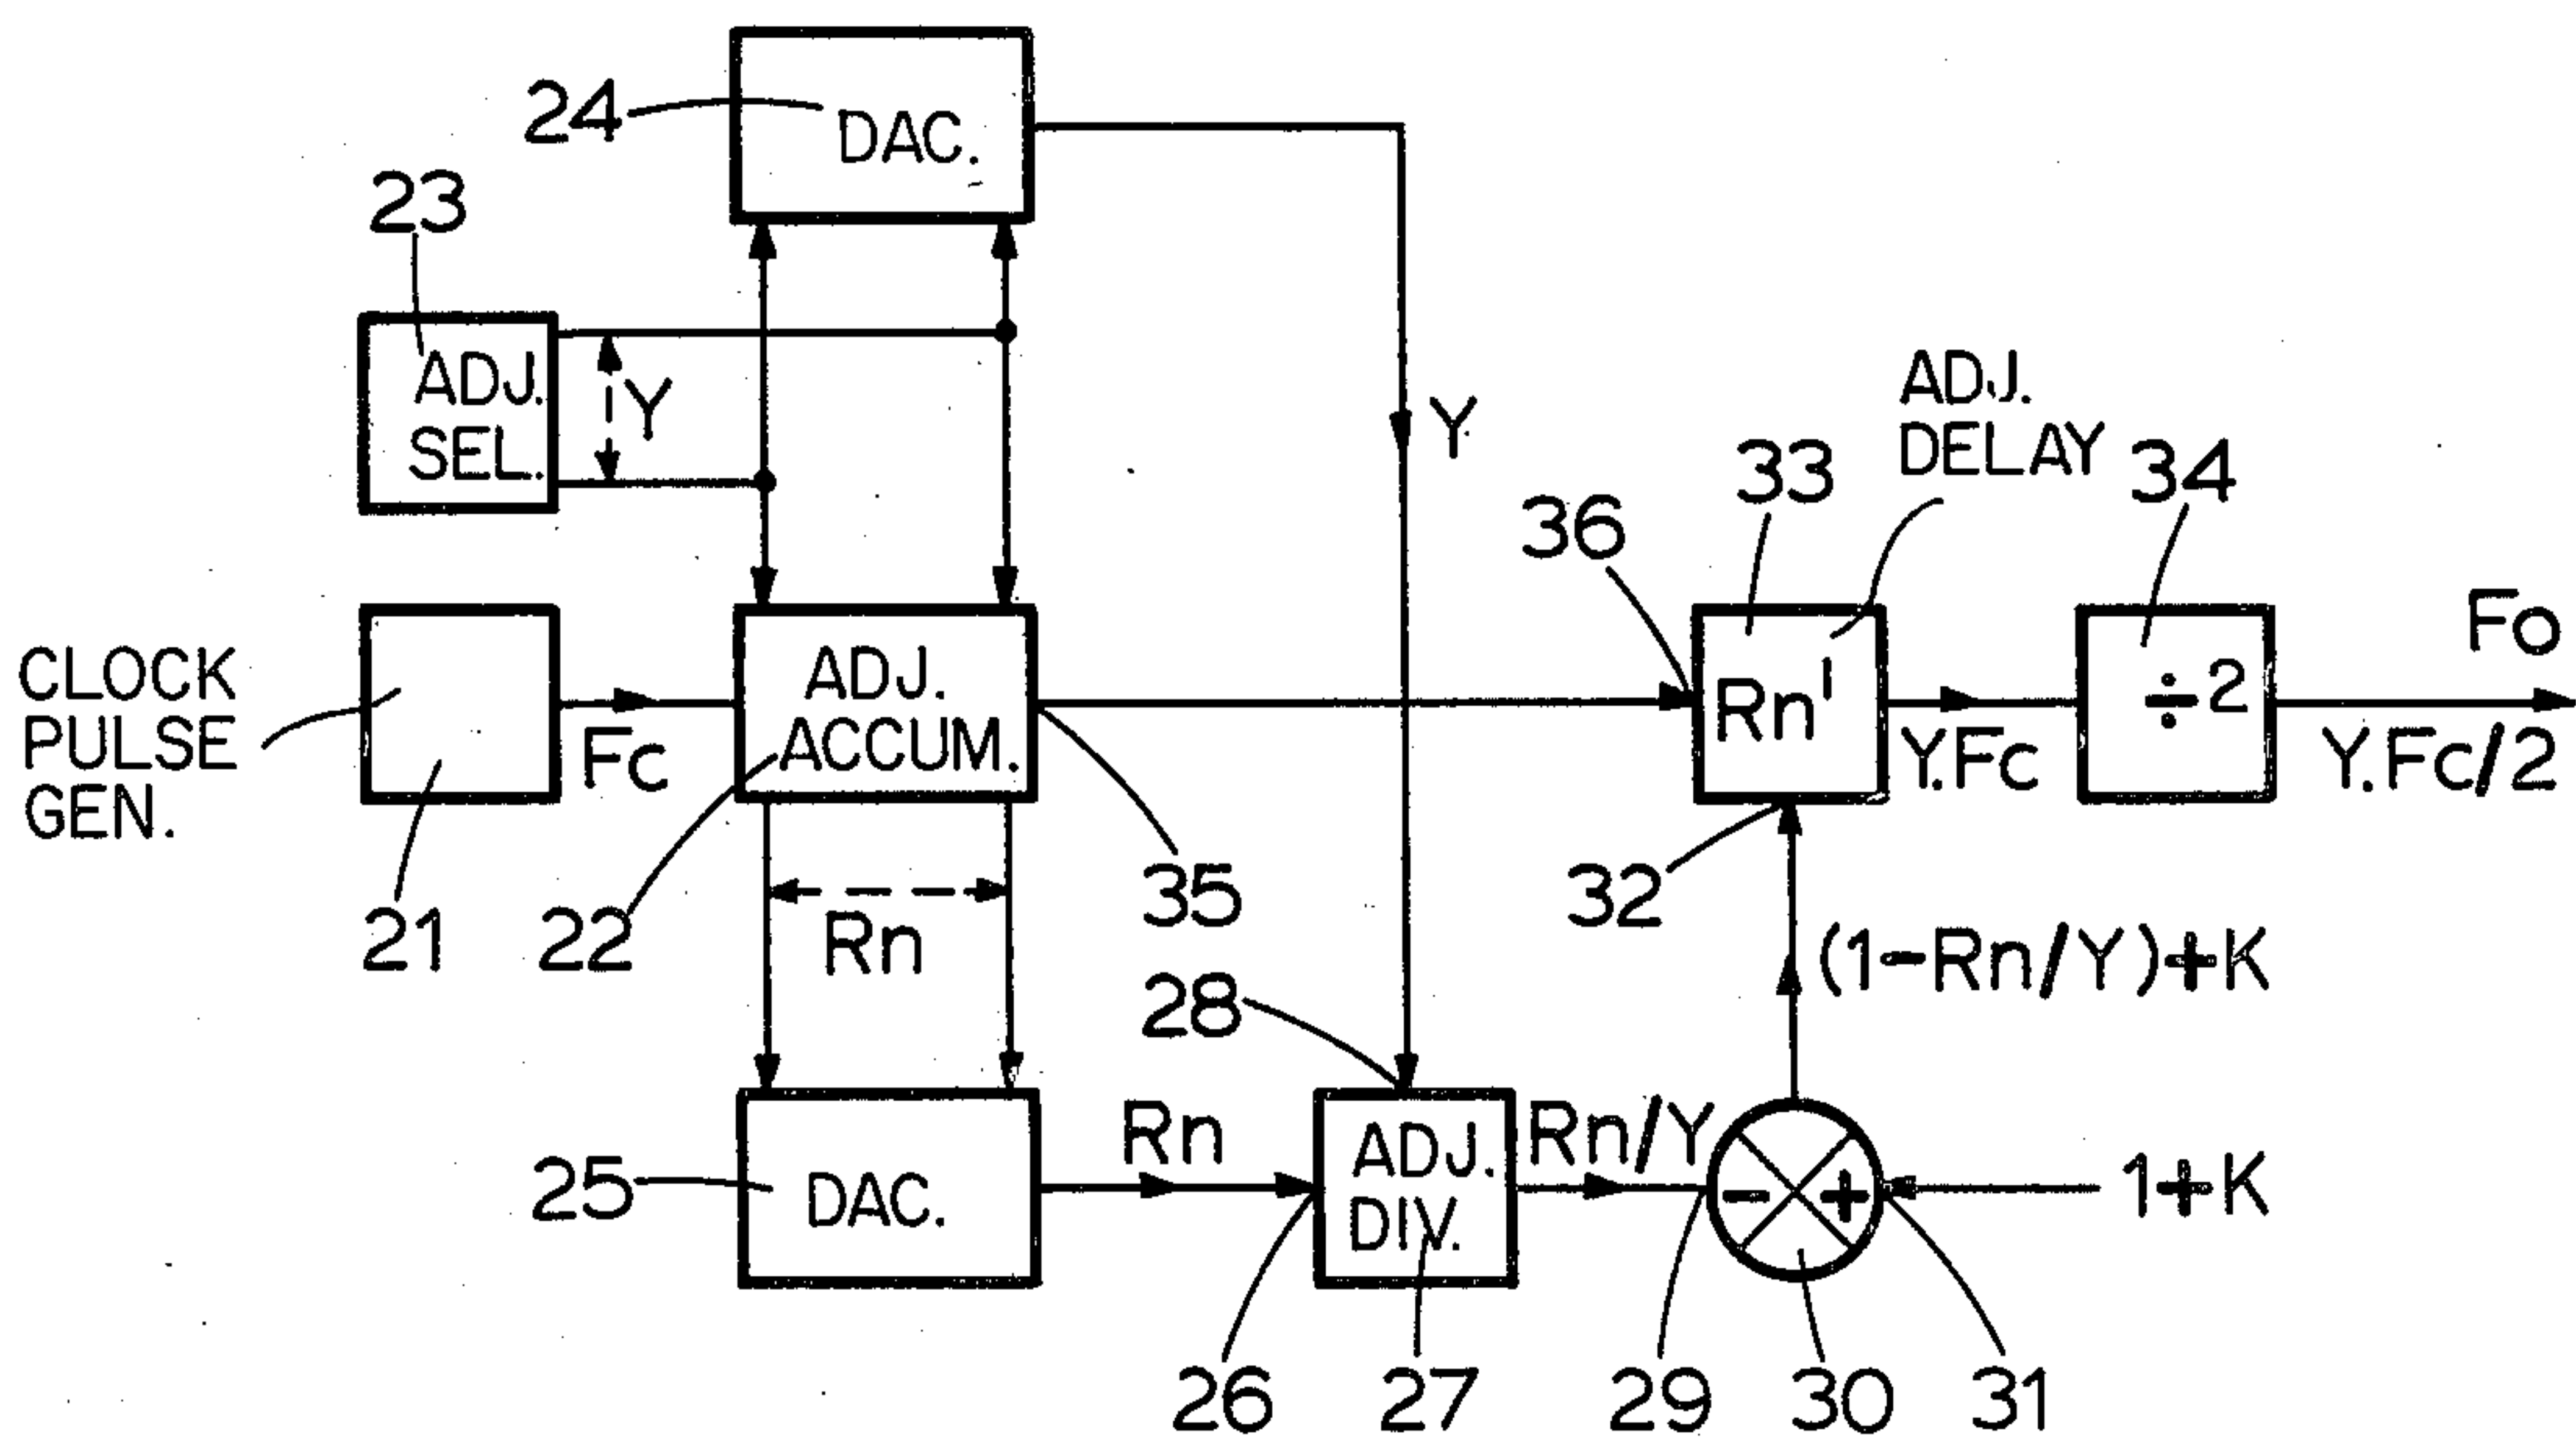 24
DAC.
23
ADJ.
SEL.
Y
Y
ADJ.
DELAY
33
34
36
CLOCK
PULSE
GEN.
21
Fc
ADJ.
ACCUM.
22
35
Rn'
Y.Fc
32
÷2
Fo
Y.Fc/2
Rn
(1-Rn/Y)+K
28
25
DAC.
Rn
26
ADJ.
DIV.
27
Rn/Y
29
- +
30
31
1+K